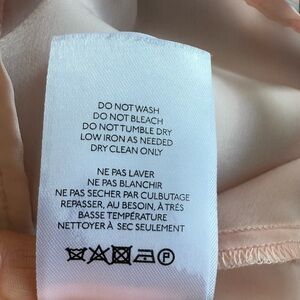 DO NOT WASH
DO NOT BLEACH
DO NOT TUMBLE DRY
LOW IRON AS NEEDED
DRY CLEAN ONLY
NE PAS LAVER
NE PAS BLANCHIR
NE PAS SECHER PAR CULBUTAGE
REPASSER, AU BESOIN, À TRÉS
BASSE TEMPÉRATURE
NETTOYER À SEC SEULEMENT
P